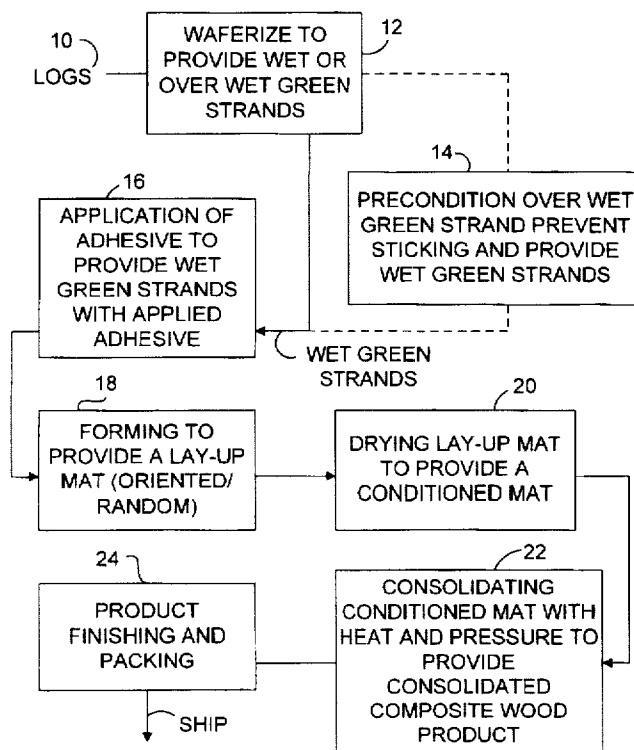 10
LOGS
WAFERIZE TO
PROVIDE WET OR
OVER WET GREEN
STRANDS
12
14
PRECONDITION OVER WET
GREEN STRAND PREVENT
STICKING AND PROVIDE
WET GREEN STRANDS
16
APPLICATION OF
ADHESIVE TO
PROVIDE WET
GREEN STRANDS
WITH APPLIED
ADHESIVE
WET GREEN
STRANDS
18
FORMING TO
PROVIDE A LAY-UP
MAT (ORIENTED/
RANDOM)
20
DRYING LAY-UP MAT
TO PROVIDE A
CONDITIONED MAT
22
CONSOLIDATING
CONDITIONED MAT WITH
HEAT AND PRESSURE TO
PROVIDE
CONSOLIDATED
COMPOSITE WOOD
PRODUCT
24
PRODUCT
FINISHING AND
PACKING
SHIP